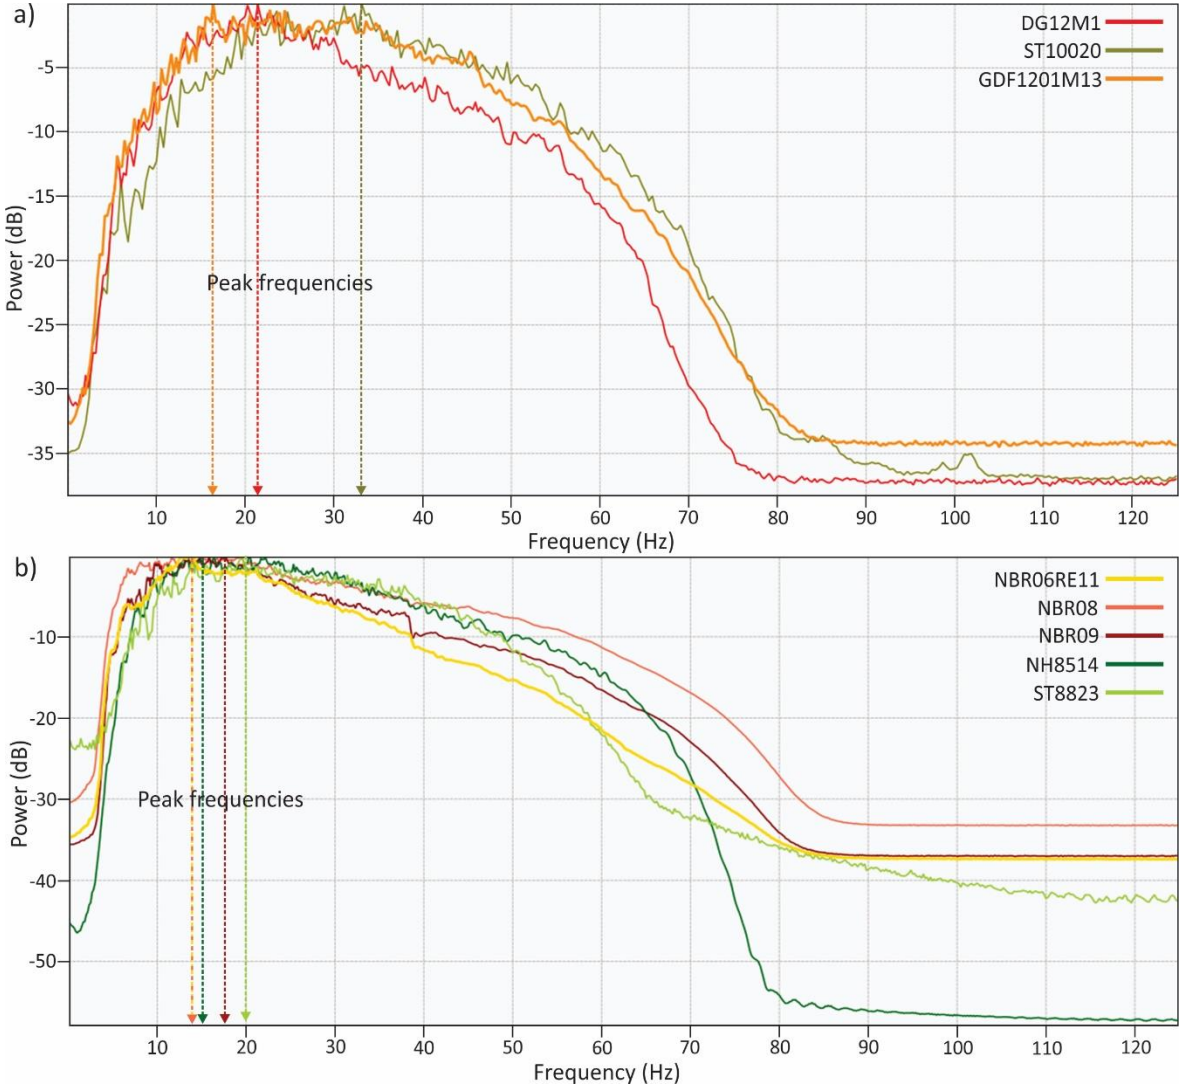 a)
DG12M1
ST10020
GDF1201M13
-5
-10
-15
-20
-25
-30
-35
Power (dB)
Peak frequencies
10 20 30 40 50 60 70 80 90 100 110 120
Frequency (Hz)
b)
NBR06RE11
NBR08
NBR09
NH8514
ST8823
-10
-20
-30
-40
-50
Power (dB)
Peak frequencies
10 20 30 40 50 60 70 80 90 100 110 120
Frequency (Hz)